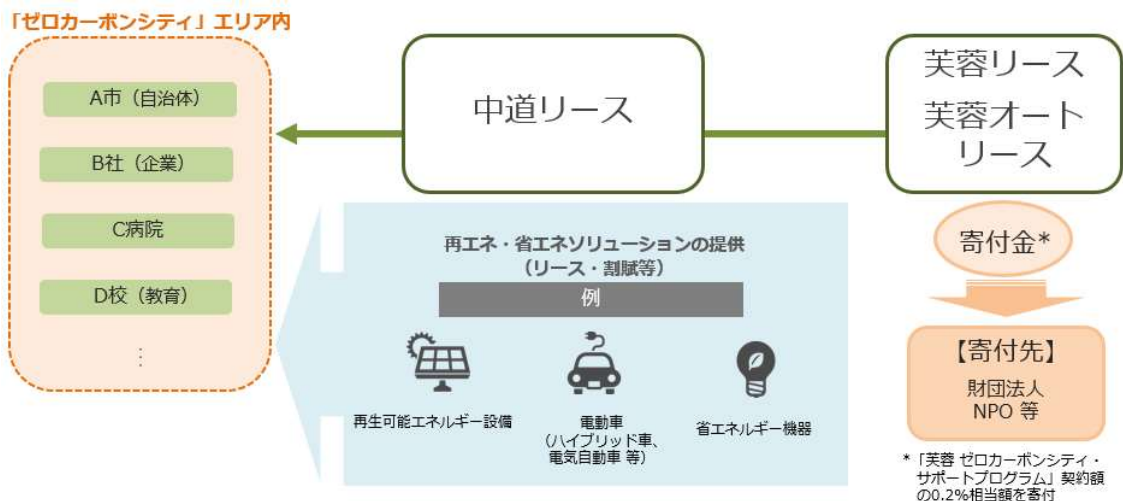 「ゼロカーボンシティ」エリア内
A市（自治体）
B社（企業）
C病院
D校（教育）
⋮
中道リース
芙蓉リース
芙蓉オート
リース
再エネ・省エネソリューションの提供
（リース・割賦等）
例
再生可能エネルギー設備
電動車
（ハイブリッド車、
電気自動車 等）
省エネルギー機器
寄付金*
【寄付先】
財団法人
NPO 等
*「芙蓉 ゼロカーボンシティ・
サポートプログラム」契約額
の0.2%相当額を寄付